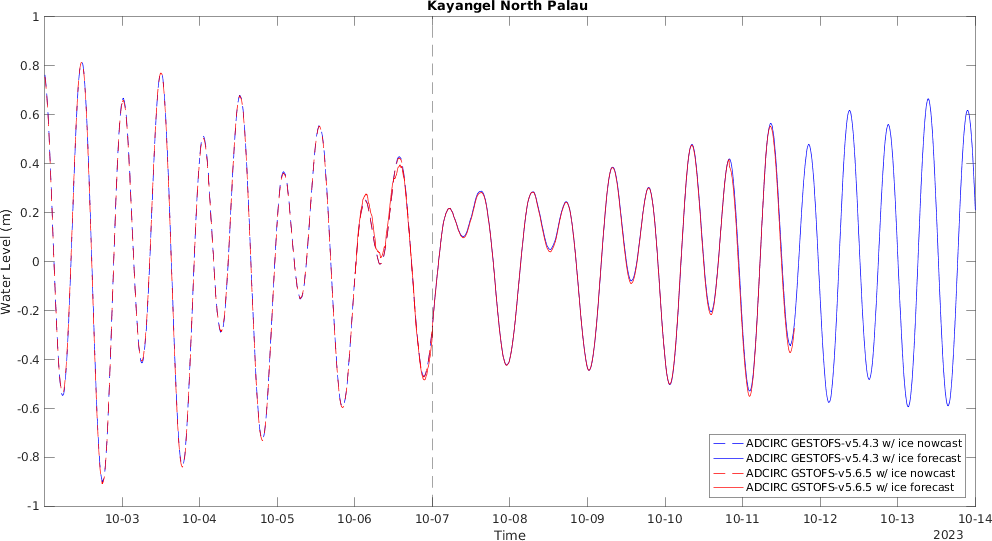 Kayangel North Palau
1
0.8
0.6
0.4
0.2
0
-0.2
-0.4
-0.6
-0.8
-1
Water Level (m)
10-03 10-04 10-05 10-06 10-07 10-08 10-09 10-10 10-11 10-12 10-13 10-14
Time
2023
ADCIRC GESTOFS-v5.4.3 w/ ice nowcast
ADCIRC GESTOFS-v5.4.3 w/ ice forecast
ADCIRC GSTOFS-v5.6.5 w/ ice nowcast
ADCIRC GSTOFS-v5.6.5 w/ ice forecast